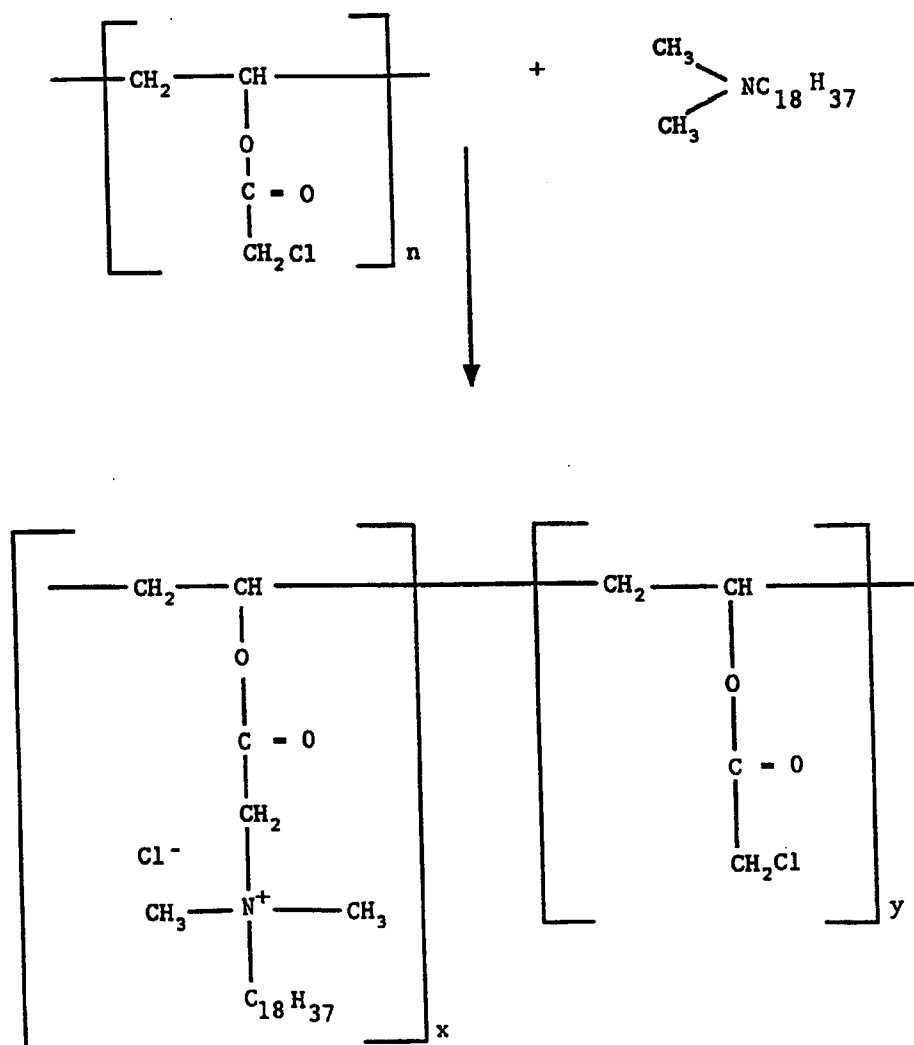 CH3
CH2 CH + NC18H37
CH3
O
C = O
CH2Cl
n
CH2 CH CH2 CH
O O
C = O C = O
CH2
Cl- CH2Cl
CH3 N+ CH3 y
C18H37
x